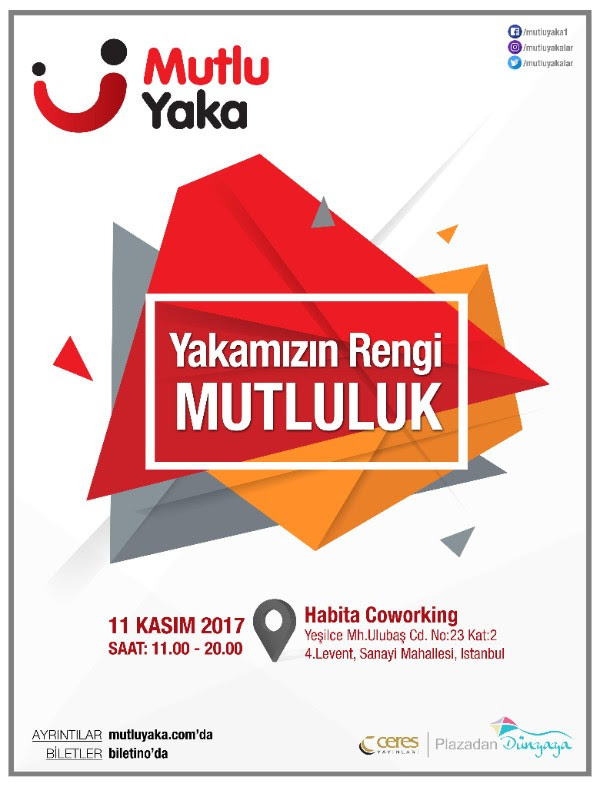 Mutlu
Yaka
/mutluyaka1
/mutluyakalar
/mutluyakalar
Yakamızın Rengi
MUTLULUK
11 KASIM 2017
SAAT: 11.00 - 20.00
Habita Coworking
Yeşilce Mh.Ulubaş Cd. No:23 Kat:2
4.Levent, Sanayi Mahallesi, Istanbul
AYRINTILAR mutluyaka.com'da
BİLETLER biletino'da
ceres
YAYINLARI
Plazadan Dünyaya